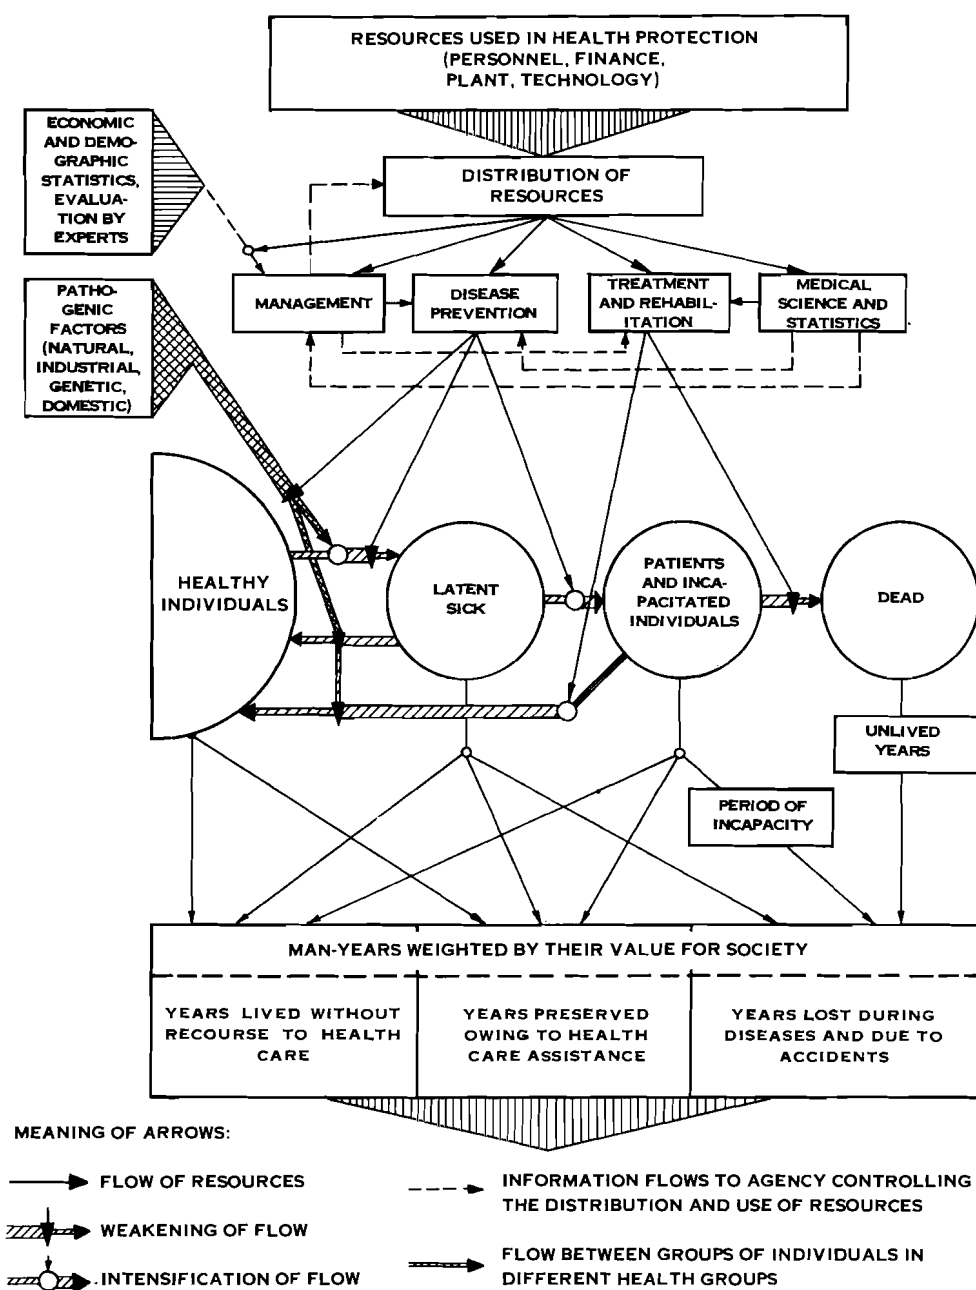 RESOURCES USED IN HEALTH PROTECTION
(PERSONNEL, FINANCE,
PLANT, TECHNOLOGY)
ECONOMIC
AND DEMO-
GRAPHIC
STATISTICS,
EVALUA-
TION BY
EXPERTS
DISTRIBUTION OF
RESOURCES
PATHO-
GENIC
FACTORS
(NATURAL,
INDUSTRIAL,
GENETIC,
DOMESTIC)
MANAGEMENT
DISEASE
PREVENTION
TREATMENT
AND REHABIL-
ITATION
MEDICAL
SCIENCE AND
STATISTICS
HEALTHY
INDIVIDUALS
LATENT
SICK
PATIENTS
AND INCA-
PACITATED
INDIVIDUALS
DEAD
UNLIVED
YEARS
PERIOD OF
INCAPACITY
MAN-YEARS WEIGHTED BY THEIR VALUE FOR SOCIETY
YEARS LIVED WITHOUT
RECOURSE TO HEALTH
CARE
YEARS PRESERVED
OWING TO HEALTH
CARE ASSISTANCE
YEARS LOST DURING
DISEASES AND DUE TO
ACCIDENTS
MEANING OF ARROWS:
FLOW OF RESOURCES
WEAKENING OF FLOW
INTENSIFICATION OF FLOW
INFORMATION FLOWS TO AGENCY CONTROLLING
THE DISTRIBUTION AND USE OF RESOURCES
FLOW BETWEEN GROUPS OF INDIVIDUALS IN
DIFFERENT HEALTH GROUPS